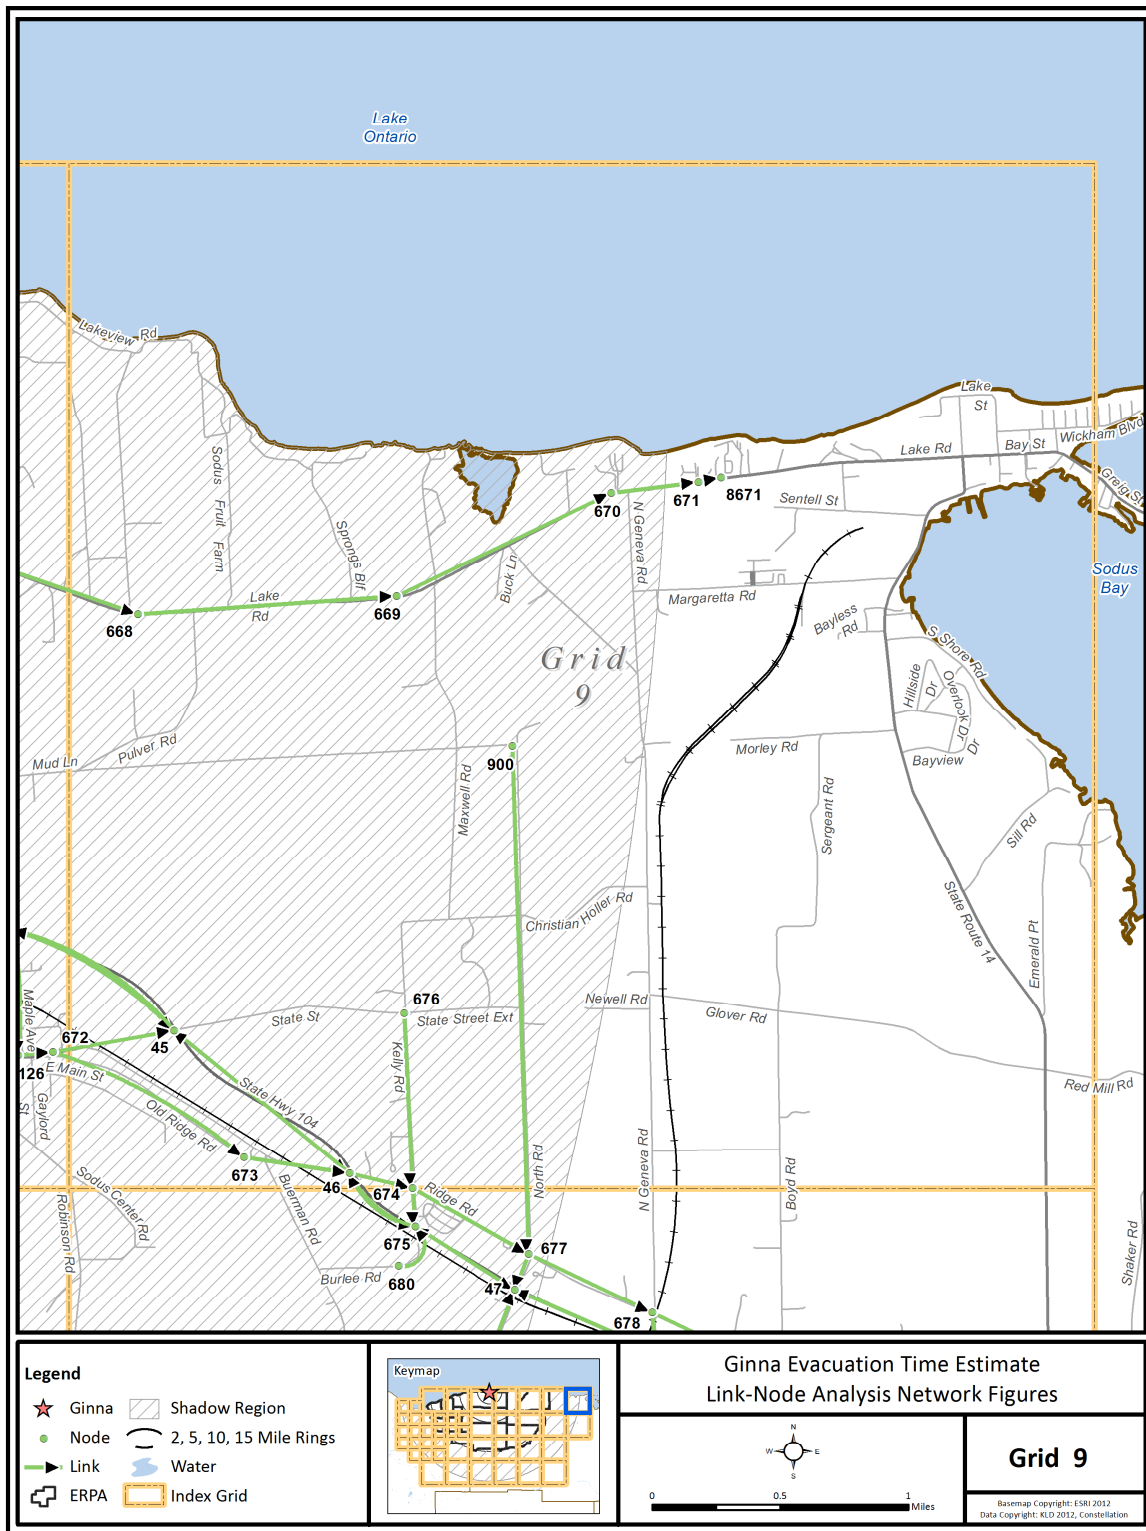 Lake
Ontario
Lakeview Rd
Lake
St
Lake Rd
Bay St
Wickham Blvd
Greig St
Sodus Fruit Farm
Sprongs Blf
670
671
8671
Sentell St
N Geneva Rd
Sodus
Bay
Buck Ln
Lake
Rd
668
669
Margaretta Rd
Bayless
Rd
S Shore Rd
Grid
9
Hillside
Dr
Overlook Dr
Dr
Bayview
Mud Ln
Pulver Rd
900
Morley Rd
Maxwell Rd
Sergeant Rd
Sill Rd
Christian Holler Rd
State Route 14
Emerald Pt
Maple Ave
676
Newell Rd
State St
State Street Ext
Glover Rd
672
45
126
E Main St
Kelly Rd
Red Mill Rd
St
Gaylord
Old Ridge Rd
State Hwy 104
673
46
674
Ridge Rd
North Rd
N Geneva Rd
Boyd Rd
Sodus Center Rd
Robinson Rd
Buerman Rd
675
677
Shaker Rd
Burlee Rd
680
47
678
Legend
Ginna
Shadow Region
Node
2, 5, 10, 15 Mile Rings
Link
Water
ERPA
Index Grid
Keymap
Ginna Evacuation Time Estimate
Link-Node Analysis Network Figures
N
W
E
S
0
0.5
1
Miles
Grid 9
Basemap Copyright: ESRI 2012
Data Copyright: KLD 2012, Constellation